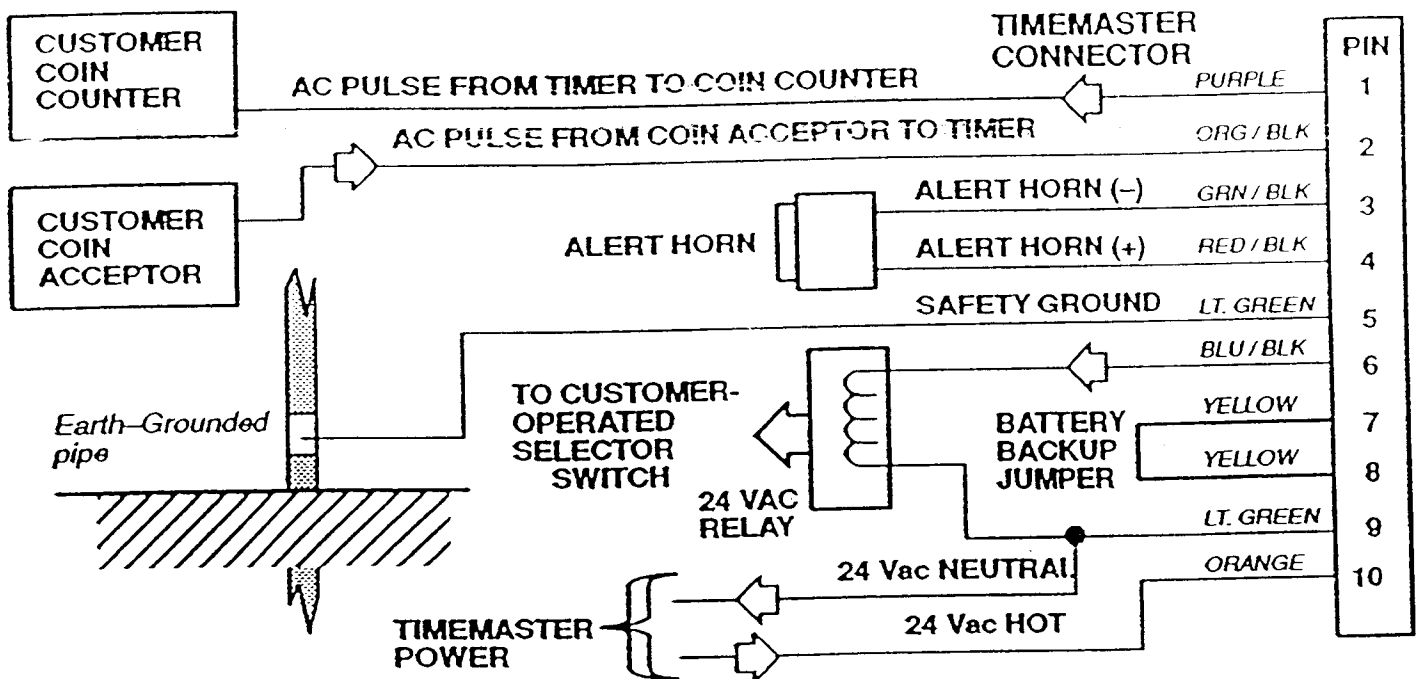 CUSTOMER
COIN
COUNTER
AC PULSE FROM TIMER TO COIN COUNTER
TIMEMASTER
CONNECTOR
PURPLE
PIN
1
AC PULSE FROM COIN ACCEPTOR TO TIMER
ORG / BLK
2
CUSTOMER
COIN
ACCEPTOR
ALERT HORN
ALERT HORN (–)
GRN / BLK
3
ALERT HORN (+)
RED / BLK
4
SAFETY GROUND
LT. GREEN
5
BLU / BLK
6
Earth–Grounded
pipe
TO CUSTOMER-
OPERATED
SELECTOR
SWITCH
24 VAC
RELAY
BATTERY
BACKUP
JUMPER
YELLOW
7
YELLOW
8
LT. GREEN
9
24 Vac NEUTRAL
ORANGE
10
24 Vac HOT
TIMEMASTER
POWER